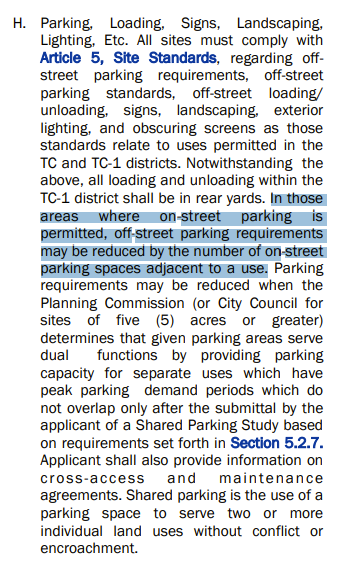 H. Parking, Loading, Signs, Landscaping,
Lighting, Etc. All sites must comply with
Article 5, Site Standards, regarding off-
street parking requirements, off-street
parking standards, off-street loading/
unloading, signs, landscaping, exterior
lighting, and obscuring screens as those
standards relate to uses permitted in the
TC and TC-1 districts. Notwithstanding the
above, all loading and unloading within the
TC-1 district shall be in rear yards. In those
areas where on-street parking is
permitted, off-street parking requirements
may be reduced by the number of on-street
parking spaces adjacent to a use. Parking
requirements may be reduced when the
Planning Commission (or City Council for
sites of five (5) acres or greater)
determines that given parking areas serve
dual functions by providing parking
capacity for separate uses which have
peak parking demand periods which do
not overlap only after the submittal by the
applicant of a Shared Parking Study based
on requirements set forth in Section 5.2.7.
Applicant shall also provide information on
cross-access and maintenance
agreements. Shared parking is the use of a
parking space to serve two or more
individual land uses without conflict or
encroachment.